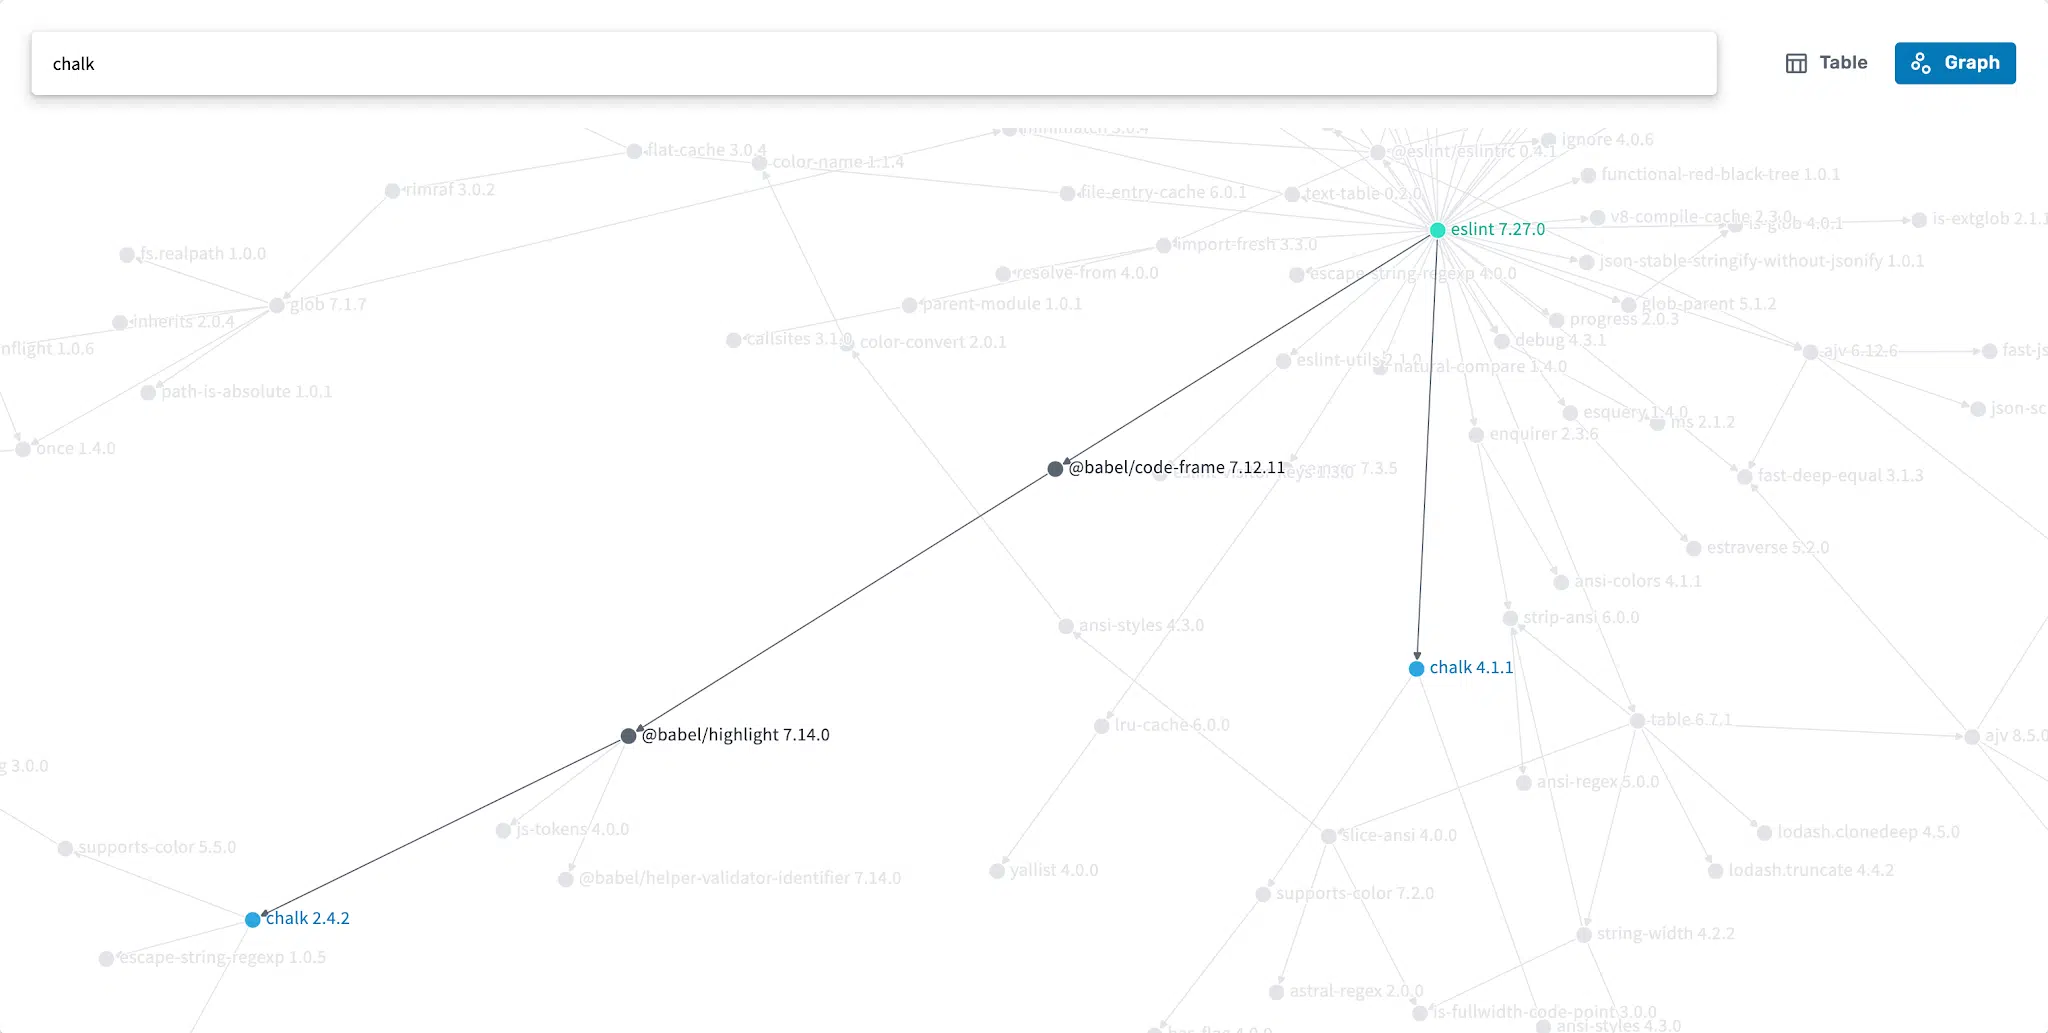 chalk
Table
Graph
flat-cache 3.0.4
color-name 1.1.4
minimatch 3.0.4
@eslint/eslintrc 0.4.1
ignore 4.0.6
rimraf 3.0.2
file-entry-cache 6.0.1
text-table 0.2.0
functional-red-black-tree 1.0.1
v8-compile-cache 2.3.0
is-glob 4.0.1
is-extglob 2.1.1
eslint 7.27.0
fs.realpath 1.0.0
import-fresh 3.3.0
resolve-from 4.0.0
escape-string-regexp 4.0.0
json-stable-stringify-without-jsonify 1.0.1
glob 7.1.7
parent-module 1.0.1
glob-parent 5.1.2
inherits 2.0.4
progress 2.0.3
nflight 1.0.6
callsites 3.1.0
color-convert 2.0.1
debug 4.3.1
eslint-utils 2.1.0
natural-compare 1.4.0
ajv 6.12.6
fast-js
path-is-absolute 1.0.1
esquery 1.4.0
ms 2.1.2
json-sc
once 1.4.0
enquirer 2.3.6
@babel/code-frame 7.12.11
eslint-visitor-keys 1.3.0
semver 7.3.5
fast-deep-equal 3.1.3
estraverse 5.2.0
ansi-colors 4.1.1
ansi-styles 4.3.0
strip-ansi 6.0.0
chalk 4.1.1
lru-cache 6.0.0
table 6.7.1
@babel/highlight 7.14.0
ajv 8.5.0
g 3.0.0
ansi-regex 5.0.0
js-tokens 4.0.0
slice-ansi 4.0.0
lodash.clonedeep 4.5.0
supports-color 5.5.0
@babel/helper-validator-identifier 7.14.0
yallist 4.0.0
lodash.truncate 4.4.2
supports-color 7.2.0
chalk 2.4.2
string-width 4.2.2
escape-string-regexp 1.0.5
astral-regex 2.0.0
is-fullwidth-code-point 3.0.0
ansi-styles 4.3.0
has-flag 4.0.0